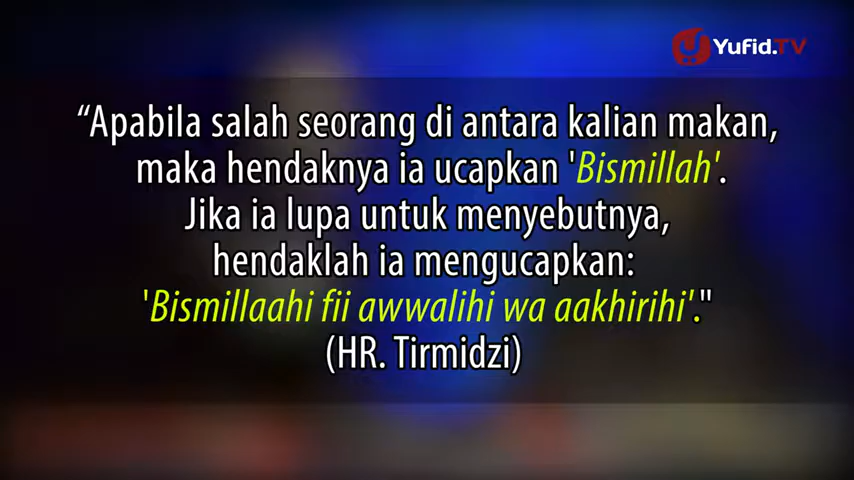 Yufid.TV
“Apabila salah seorang di antara kalian makan,
maka hendaknya ia ucapkan 'Bismillah'.
Jika ia lupa untuk menyebutnya,
hendaklah ia mengucapkan:
'Bismillaahi fii awwalihi wa aakhirihi'."
(HR. Tirmidzi)